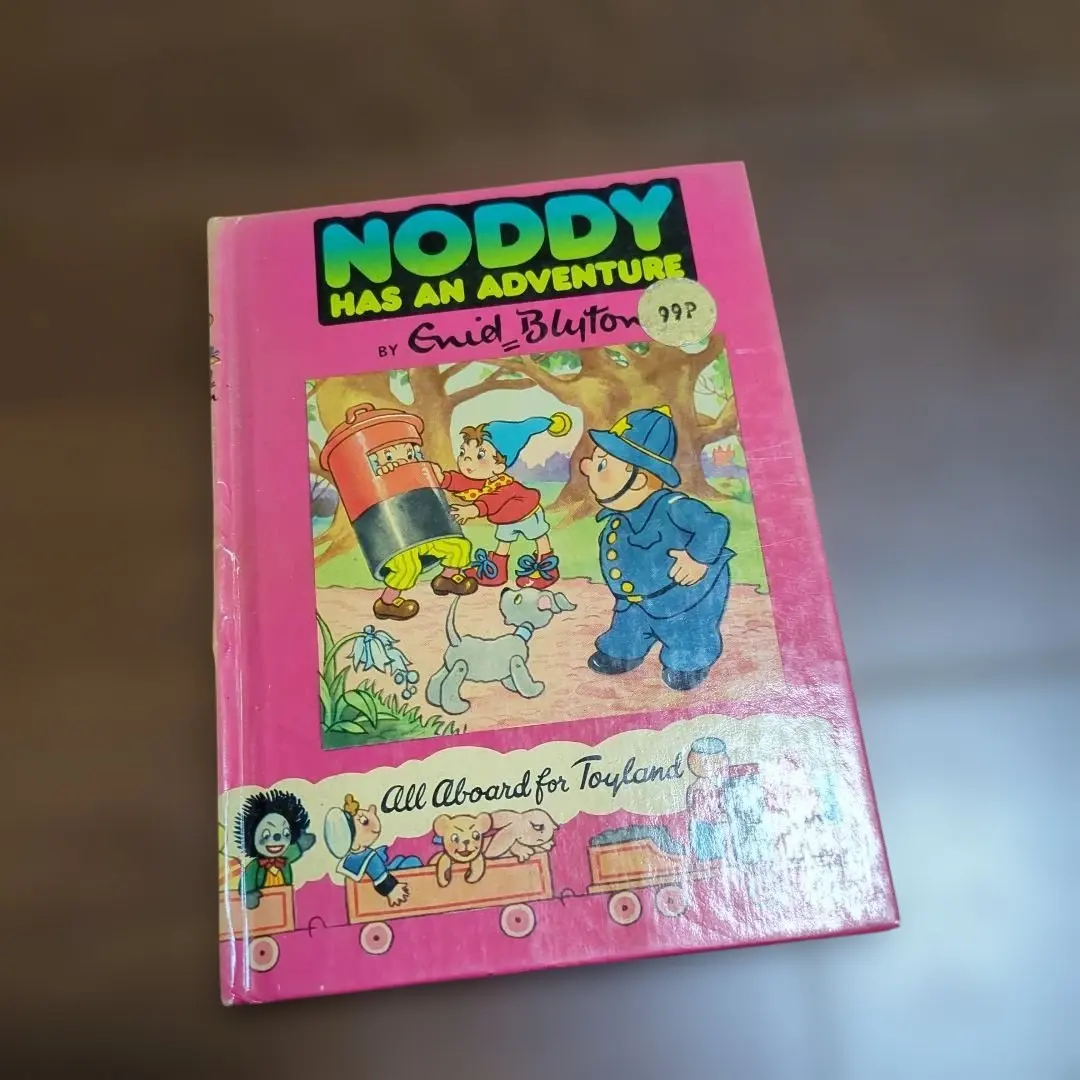 NODDY
HAS AN ADVENTURE
BY Enid Blyton
99P
All Aboard for Toyland